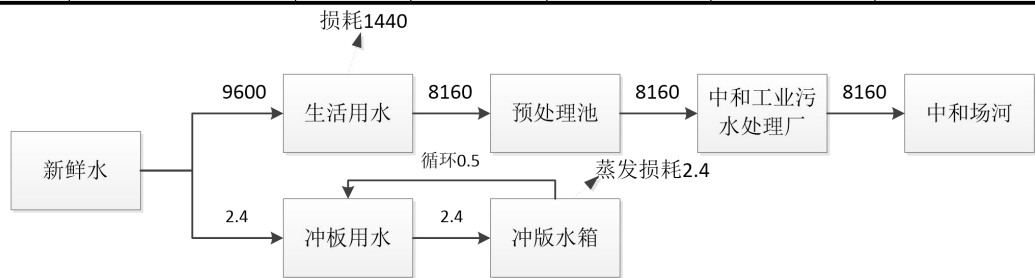 损耗1440
9600
生活用水
8160
预处理池
8160
中和工业污
水处理厂
8160
中和场河
新鲜水
循环0.5
蒸发损耗2.4
2.4
冲板用水
2.4
冲版水箱